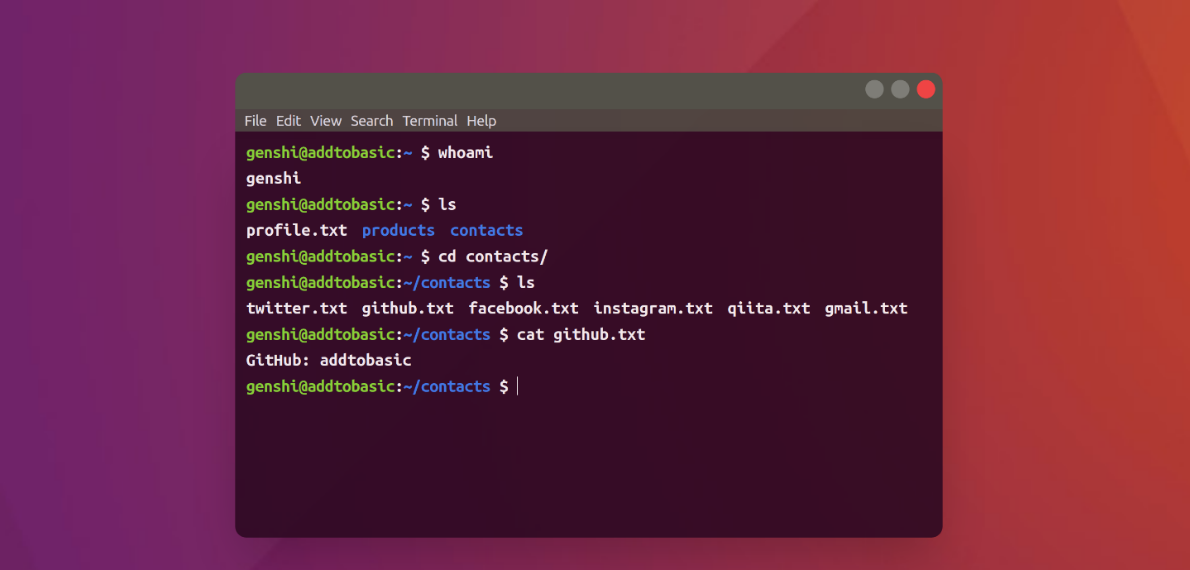 File Edit View Search Terminal Help
genshi@addtobasic:~ $ whoami
genshi
genshi@addtobasic:~ $ ls
profile.txt products contacts
genshi@addtobasic:~ $ cd contacts/
genshi@addtobasic:~/contacts $ ls
twitter.txt github.txt facebook.txt instagram.txt qiita.txt gmail.txt
genshi@addtobasic:~/contacts $ cat github.txt
GitHub: addtobasic
genshi@addtobasic:~/contacts $